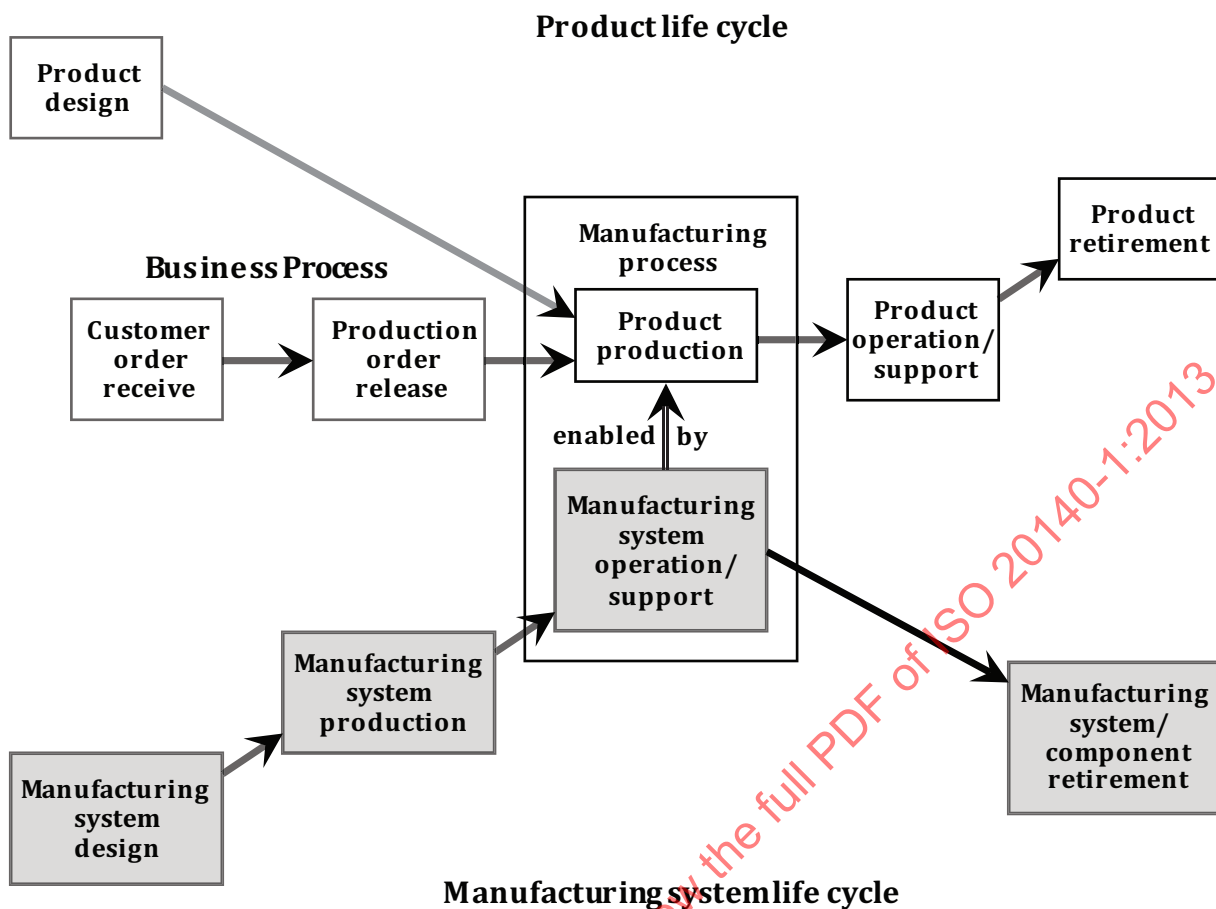 Product life cycle
Product
design
Product
retirement
Manufacturing
process
Business Process
Customer
order
receive
Production
order
release
Product
production
Product
operation/
support
enabled by
Manufacturing
system
operation/
support
Manufacturing
system
production
Manufacturing
system/
component
retirement
Manufacturing
system
design
Manufacturing system life cycle
ew the full PDF of ISO 20140-1:2013